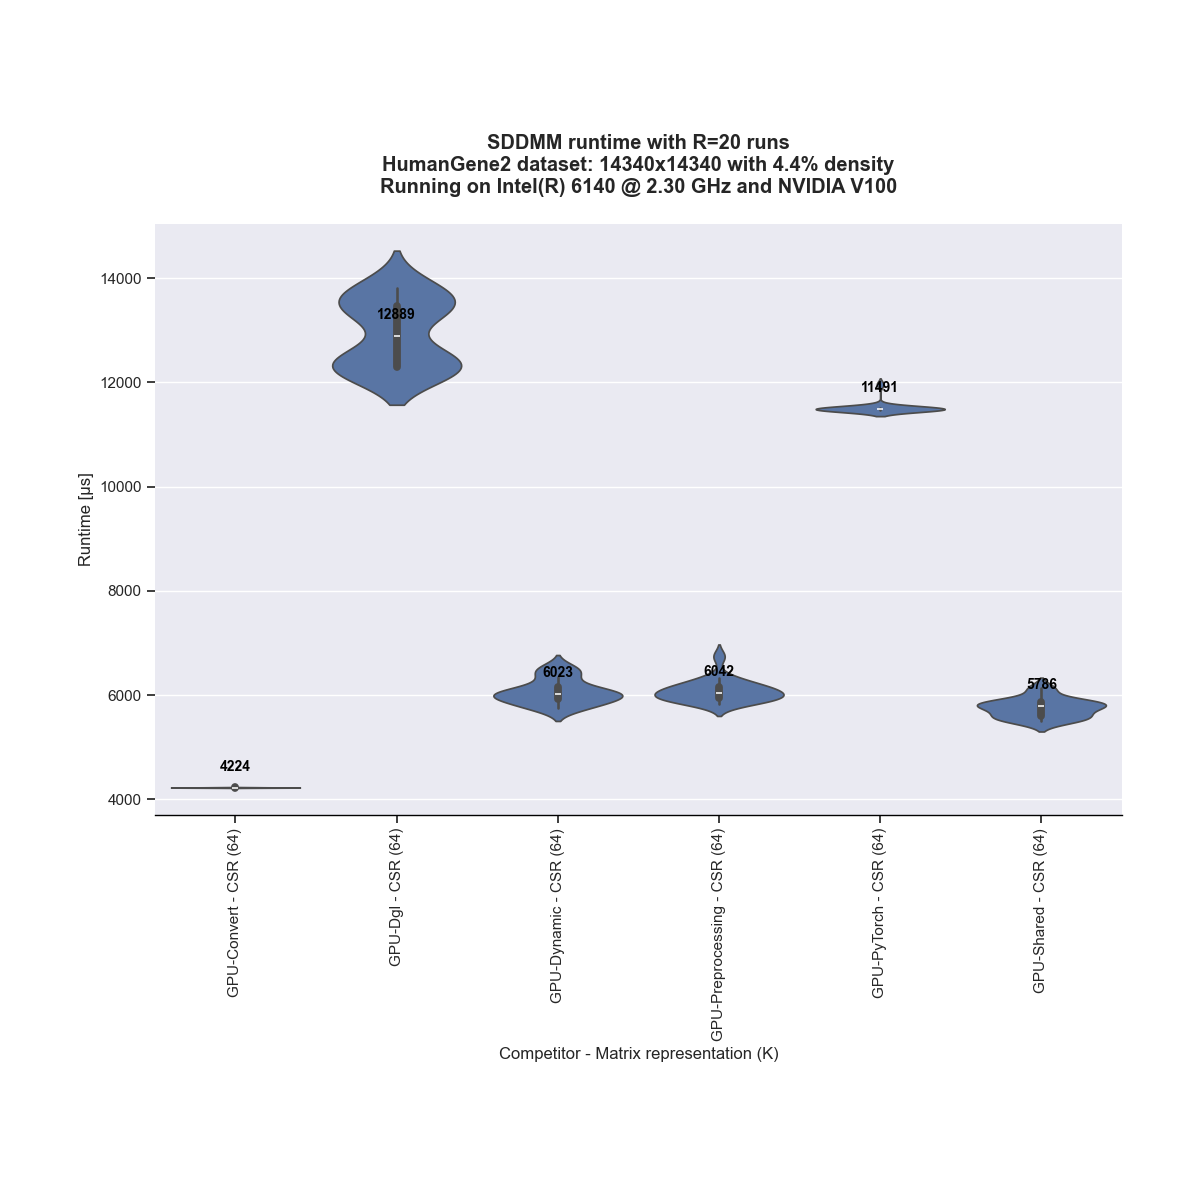 SDDMM runtime with R=20 runs
HumanGene2 dataset: 14340x14340 with 4.4% density
Running on Intel(R) 6140 @ 2.30 GHz and NVIDIA V100
Runtime [µs]
14000
12000
10000
8000
6000
4000
4224
12889
6023
6042
11491
5786
GPU-Convert - CSR (64)
GPU-Dgl - CSR (64)
GPU-Dynamic - CSR (64)
GPU-Preprocessing - CSR (64)
GPU-PyTorch - CSR (64)
GPU-Shared - CSR (64)
Competitor - Matrix representation (K)